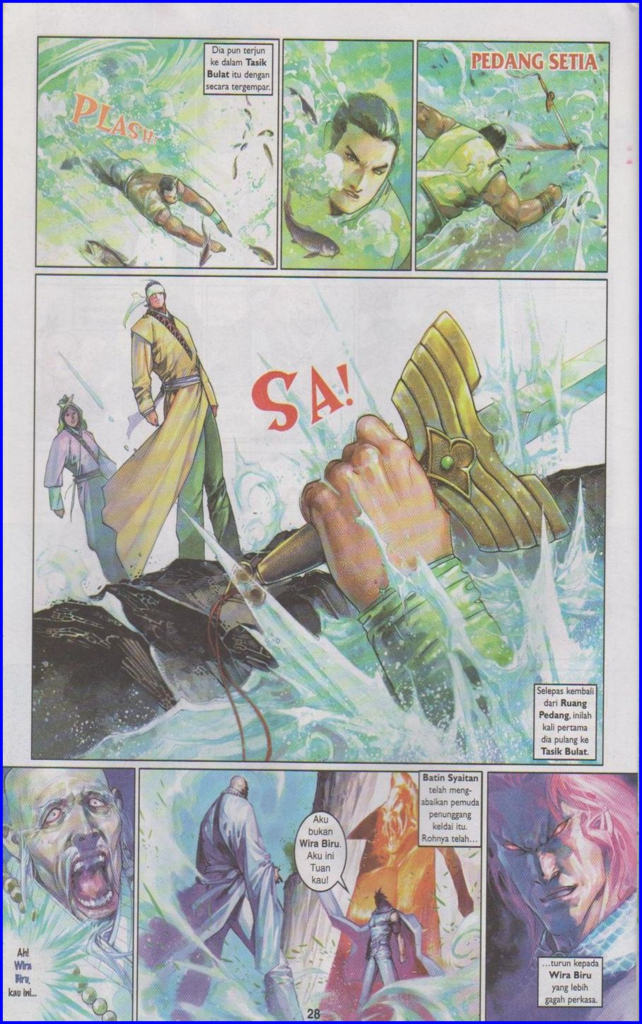 Dia pun terjun
ke dalam Tasik
Bulat itu dengan
secara tergempar.
PLASH
PEDANG SETIA
SA!
Selepas kembali
dari Ruang
Pedang, inilah
kali pertama
dia pulang ke
Tasik Bulat.
Ah!
Wira
Biru,
kau ini...
Aku
bukan
Wira Biru.
Aku ini
Tuan
kau!
Batin Syaitan
telah meng-
abaikan pemuda
penunggang
keldai itu.
Rohnya telah...
...turun kepada
Wira Biru
yang lebih
gagah perkasa.
28